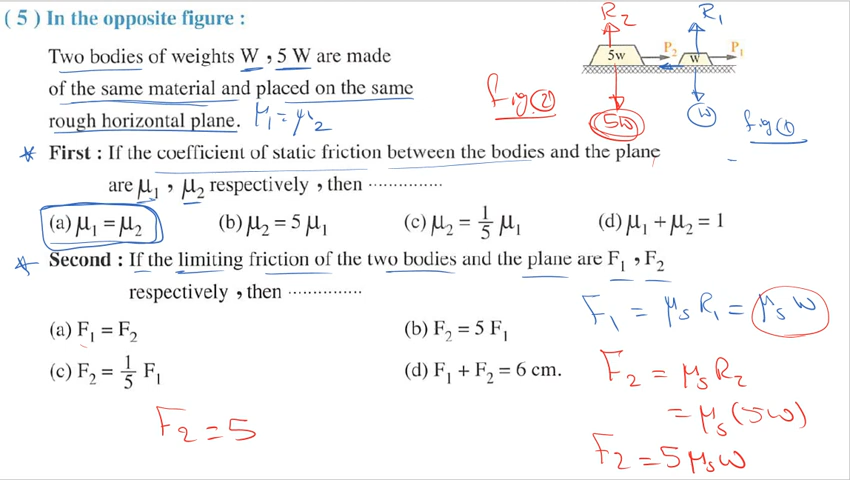 ( 5 ) In the opposite figure :
R2 R1
5w P2 w P1
Two bodies of weights W , 5 W are made
of the same material and placed on the same
rough horizontal plane. μ1 = μ2
fig(2) 5w w fig(1)
* First : If the coefficient of static friction between the bodies and the plane
are μ1 , μ2 respectively , then ...............
(a) μ1 = μ2 (b) μ2 = 5 μ1 (c) μ2 = 1/5 μ1 (d) μ1 + μ2 = 1
* Second : If the limiting friction of the two bodies and the plane are F1 , F2
respectively , then ...............
F1 = μs R1 = μs w
(a) F1 = F2 (b) F2 = 5 F1
(c) F2 = 1/5 F1 (d) F1 + F2 = 6 cm.
F2 = μs R2
= μs (5w)
F2 = 5 μs w
F2 = 5